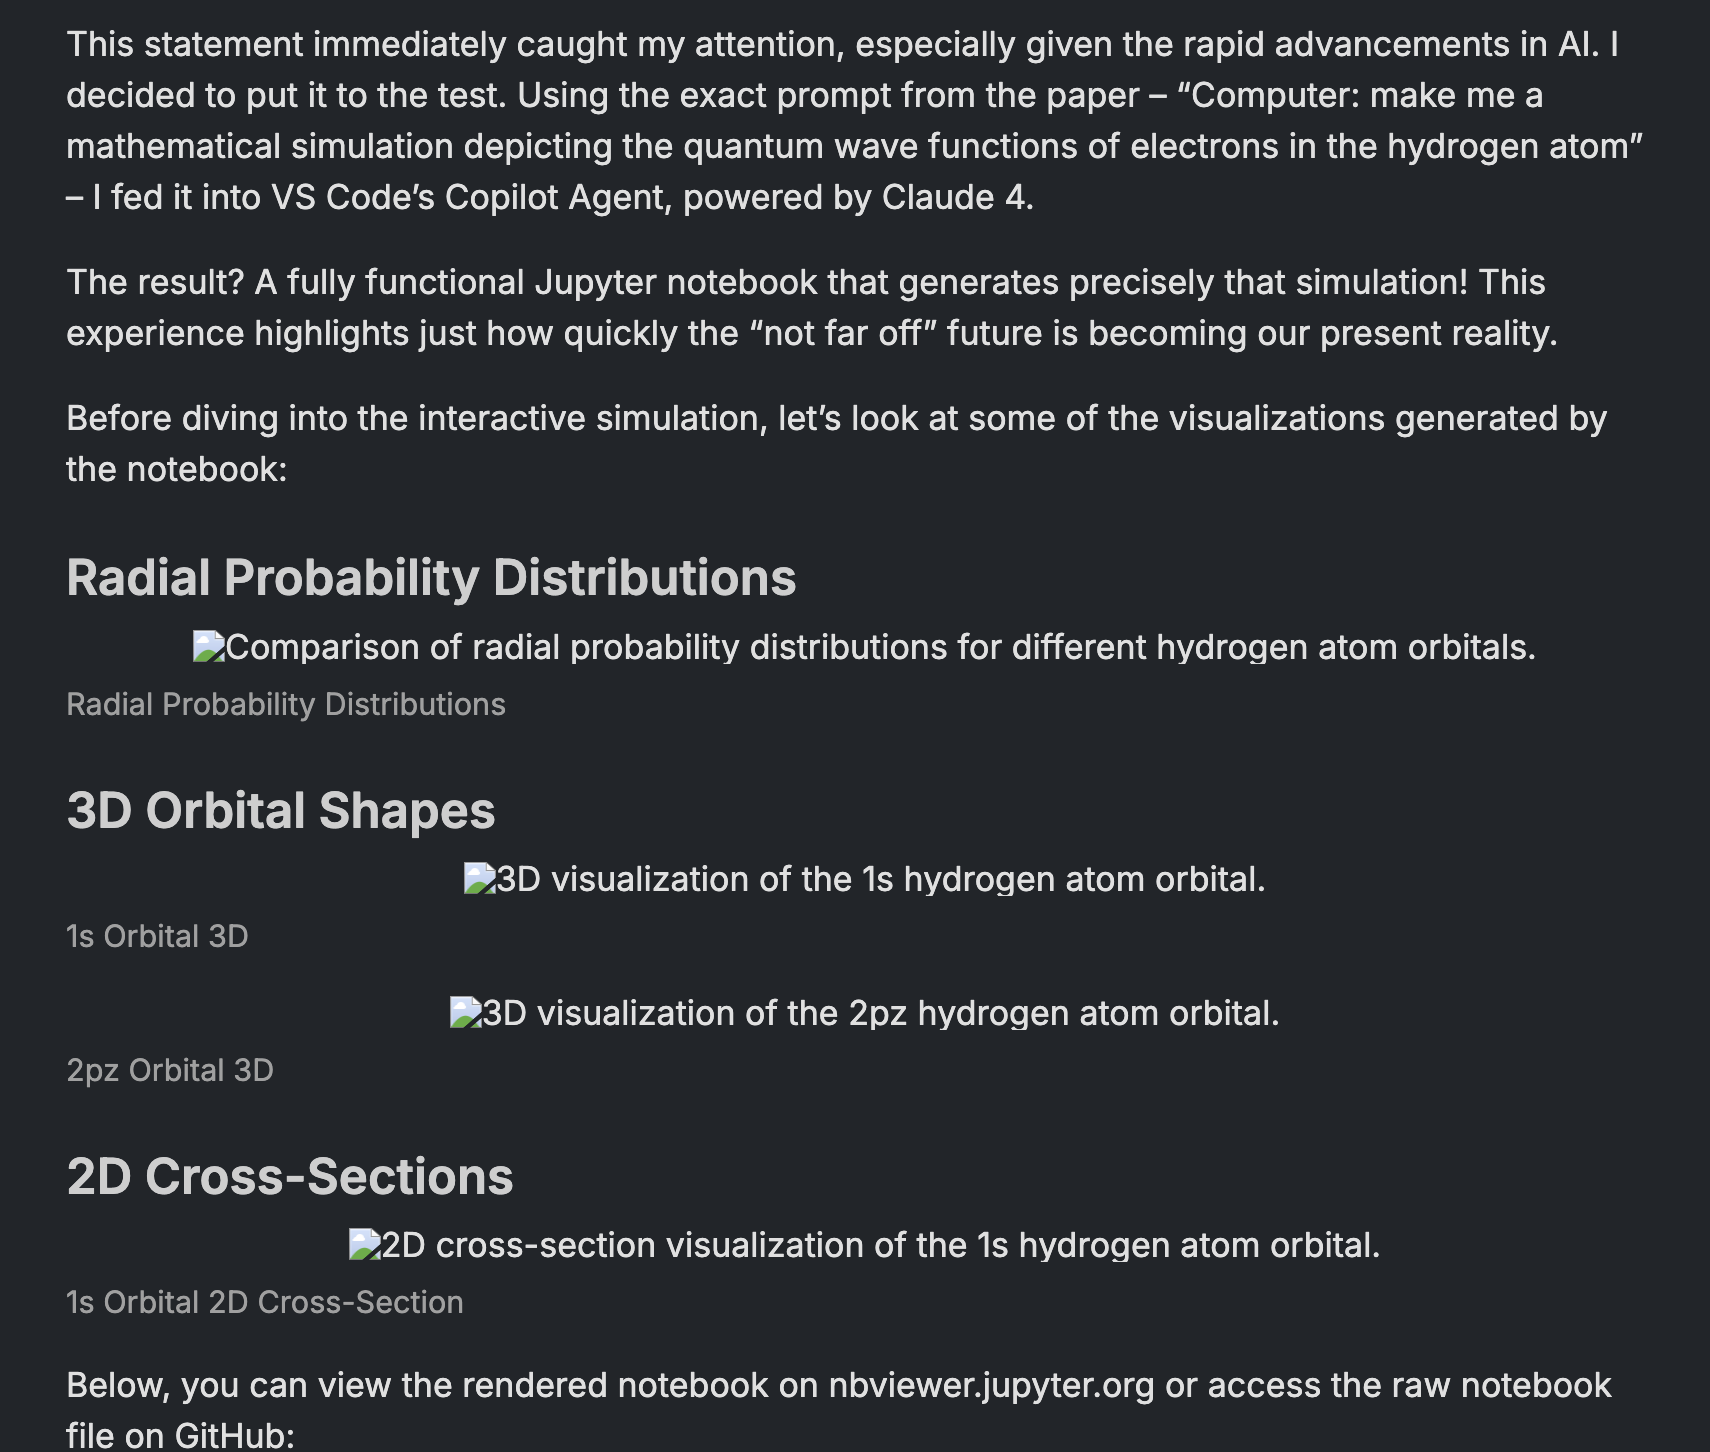 This statement immediately caught my attention, especially given the rapid advancements in AI. I
decided to put it to the test. Using the exact prompt from the paper – “Computer: make me a
mathematical simulation depicting the quantum wave functions of electrons in the hydrogen atom”
– I fed it into VS Code’s Copilot Agent, powered by Claude 4.
The result? A fully functional Jupyter notebook that generates precisely that simulation! This
experience highlights just how quickly the “not far off” future is becoming our present reality.
Before diving into the interactive simulation, let’s look at some of the visualizations generated by
the notebook:
Radial Probability Distributions
Comparison of radial probability distributions for different hydrogen atom orbitals.
Radial Probability Distributions
3D Orbital Shapes
3D visualization of the 1s hydrogen atom orbital.
1s Orbital 3D
3D visualization of the 2pz hydrogen atom orbital.
2pz Orbital 3D
2D Cross-Sections
2D cross-section visualization of the 1s hydrogen atom orbital.
1s Orbital 2D Cross-Section
Below, you can view the rendered notebook on nbviewer.jupyter.org or access the raw notebook
file on GitHub: